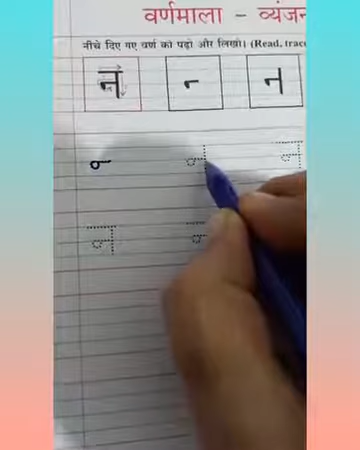 वर्णमाला – व्यंजन
नीचे दिए गए वर्ण को पढ़ो और लिखो। (Read, trace
न
न न
न न